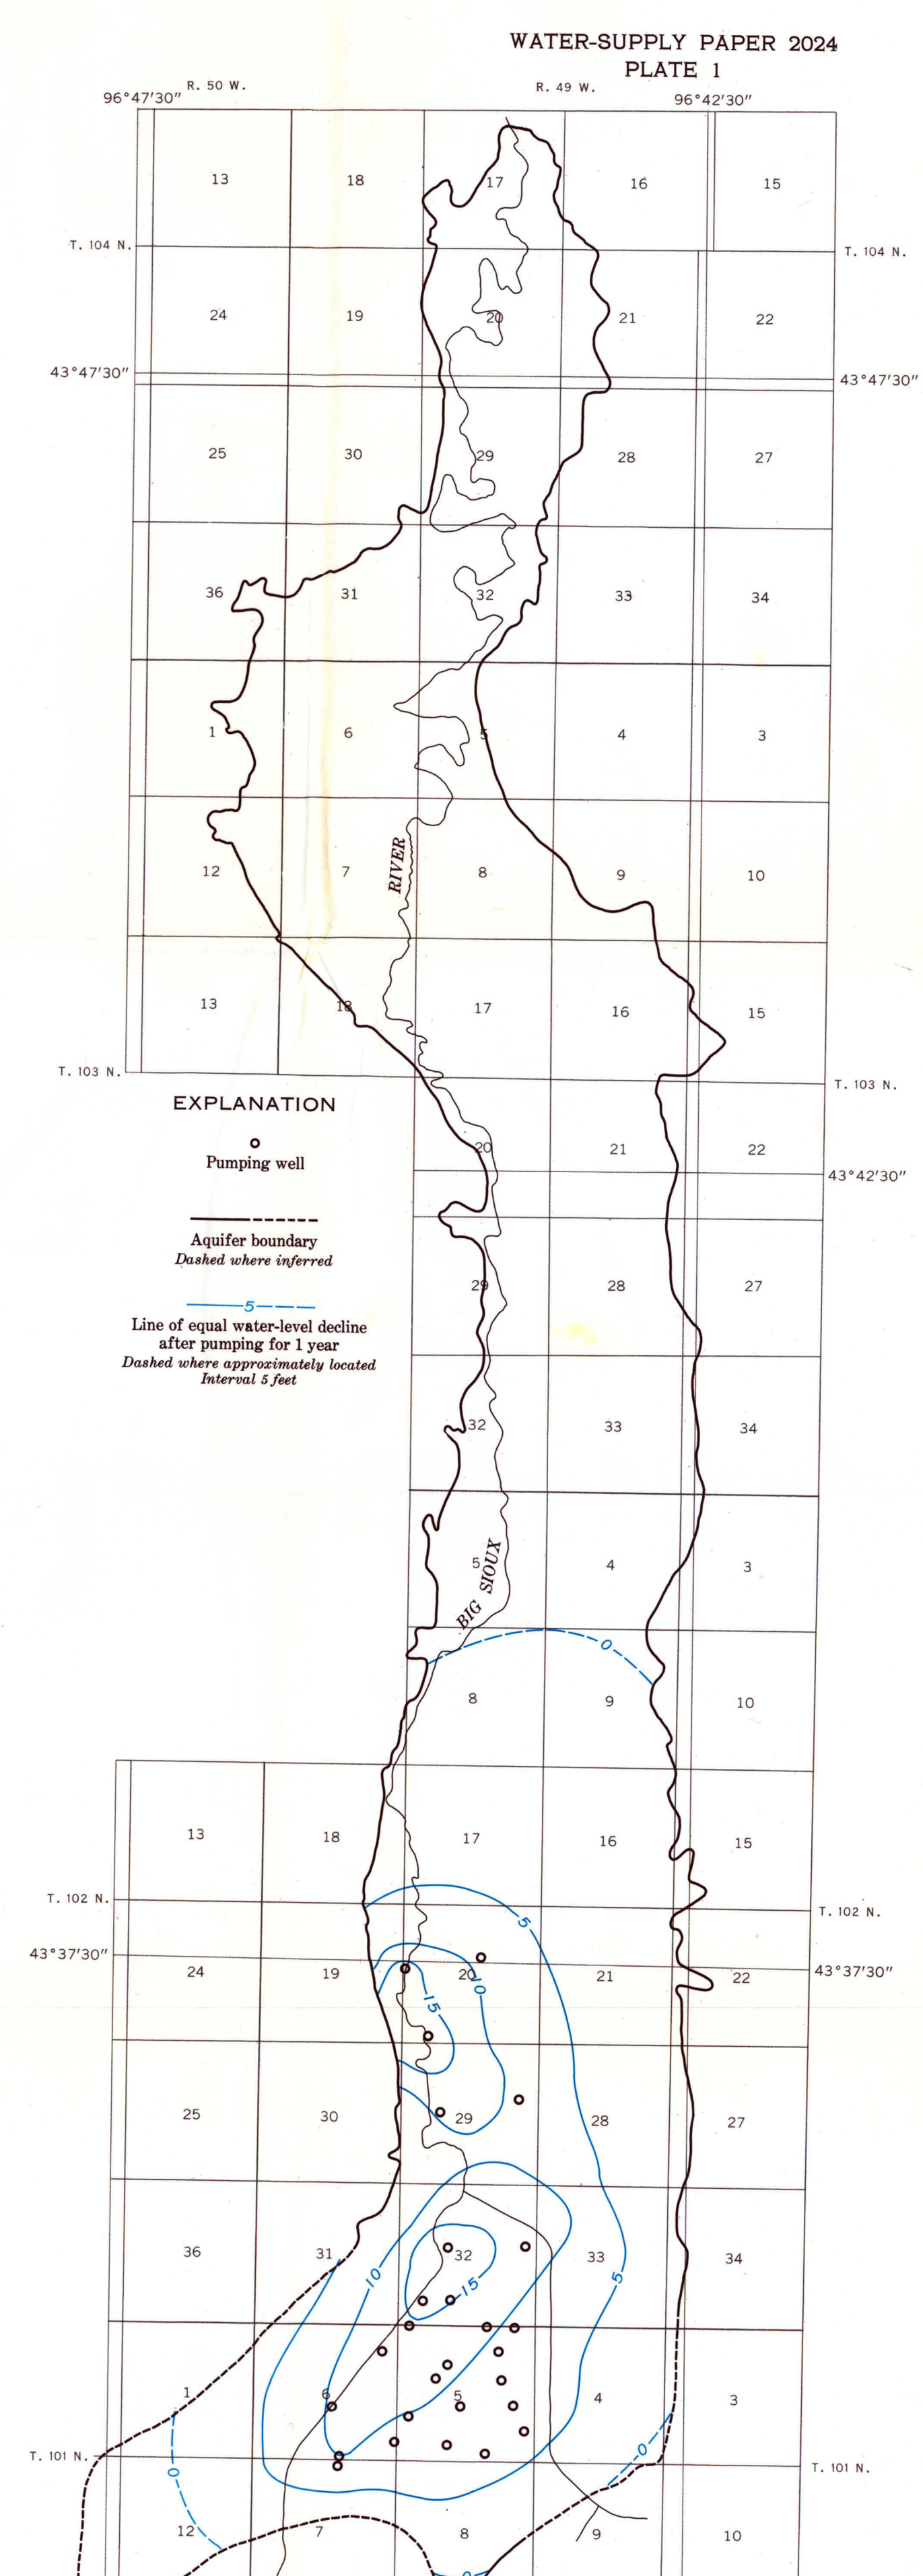 WATER-SUPPLY PAPER 2024
PLATE 1
R. 50 W. R. 49 W.
96°47'30" 96°42'30"
13 18 17 16 15
T. 104 N. T. 104 N.
24 19 20 21 22
43°47'30" 43°47'30"
25 30 29 28 27
36 31 32 33 34
1 6 5 4 3
RIVER
12 7 8 9 10
13 18 17 16 15
T. 103 N. T. 103 N.
EXPLANATION
Pumping well
20 21 22
43°42'30"
Aquifer boundary
Dashed where inferred
29 28 27
5
Line of equal water-level decline
after pumping for 1 year
Dashed where approximately located
Interval 5 feet
32 33 34
5 4 3
BIG SIOUX
0
8 9 10
13 18 17 16 15
T. 102 N. T. 102 N.
5
43°37'30" 43°37'30"
24 19 20 21 22
10
15
25 30 29 28 27
36 31 32 33 34
10 15 5
1 6 5 4 3
0
T. 101 N. T. 101 N.
0
12 7 8 9 10
0